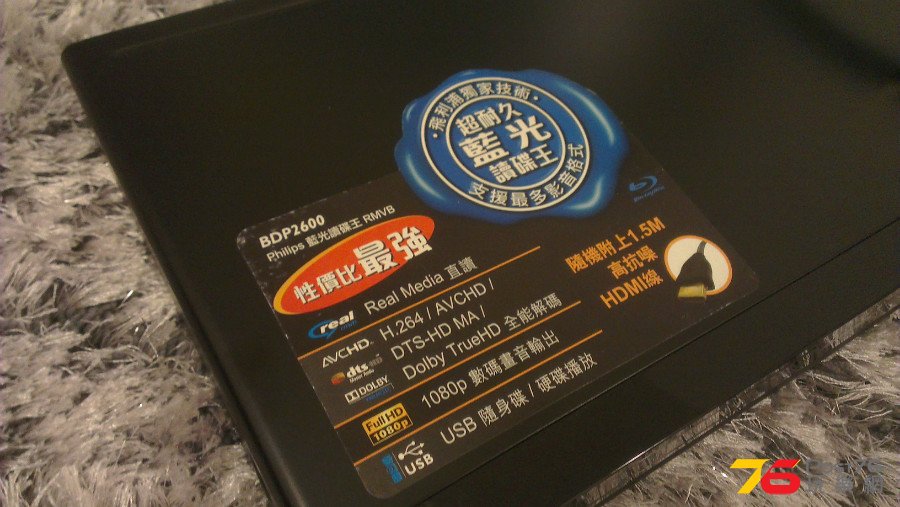 飛利浦獨家技術
超耐久
藍光
讀碟王
支援最多影音格式
BDP2600
Philips 藍光讀碟王 RMVB
性價比最強
real
Real Media 直讀
AVCHD
H.264 / AVCHD /
dts
DTS-HD MA /
DOLBY
Dolby TrueHD 全能解碼
Full HD
1080p
1080p 數碼畫音輸出
USB
USB 隨身碟 / 硬碟播放
隨機附上1.5M
高抗噪
HDMI線
76